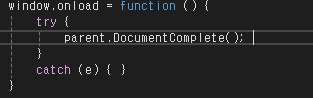 window.onload = function () {
    try {
        parent.DocumentComplete();
    }
    catch (e) { }
}